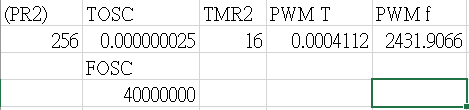 (PR2) TOSC TMR2 PWM T PWM f
256 0.000000025 16 0.0004112 2431.9066
FOSC
40000000